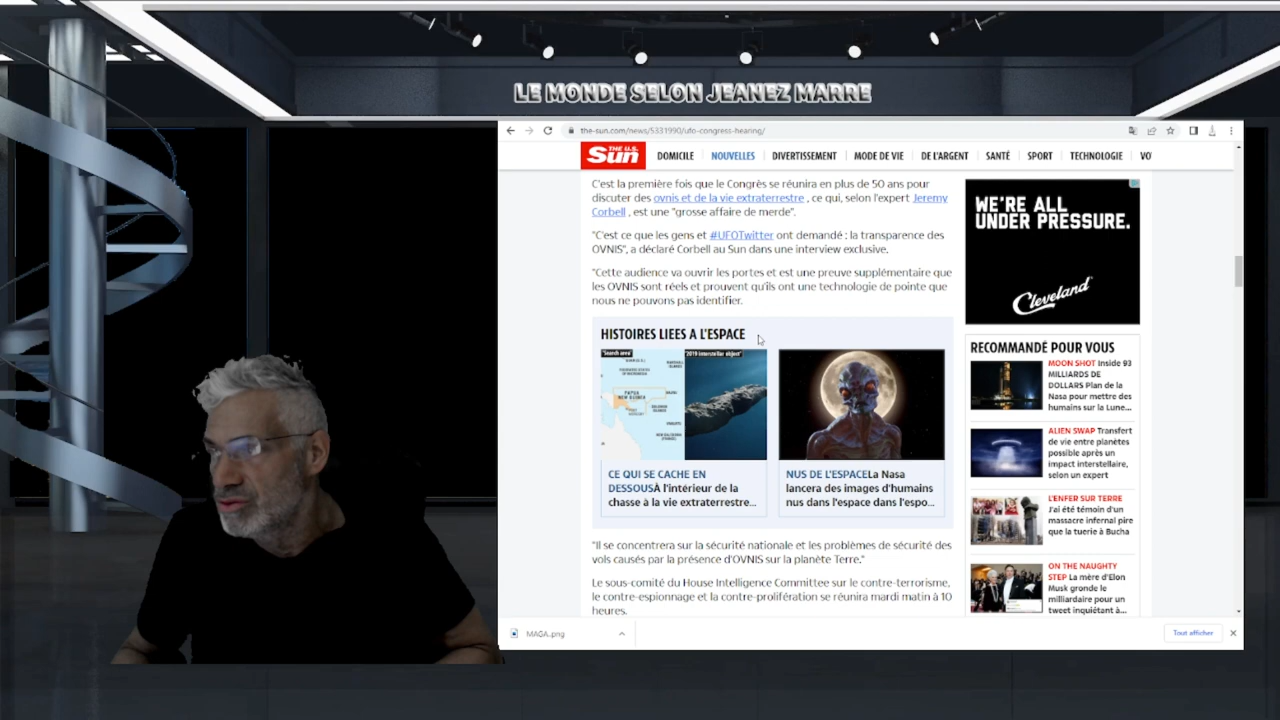 LE MONDE SELON JEANEZ MARRE
the-sun.com/news/5331990/ufo-congress-hearing/
THE U.S. Sun
DOMICILE NOUVELLES DIVERTISSEMENT MODE DE VIE DE L'ARGENT SANTÉ SPORT TECHNOLOGIE VO
C'est la première fois que le Congrès se réunira en plus de 50 ans pour
discuter des ovnis et de la vie extraterrestre , ce qui, selon l'expert Jeremy
Corbell , est une "grosse affaire de merde".
"C'est ce que les gens et #UFOTwitter ont demandé : la transparence des
OVNIS", a déclaré Corbell au Sun dans une interview exclusive.
"Cette audience va ouvrir les portes et est une preuve supplémentaire que
les OVNIS sont réels et prouvent qu'ils ont une technologie de pointe que
nous ne pouvons pas identifier.
HISTOIRES LIEES A L'ESPACE
"Search area"
"2019 interstellar object"
PAPUA
NEW GUINEA
CE QUI SE CACHE EN
DESSOUSÀ l'intérieur de la
chasse à la vie extraterrestre...
NUS DE L'ESPACELa Nasa
lancera des images d'humains
nus dans l'espace dans l'espo...
"Il se concentrera sur la sécurité nationale et les problèmes de sécurité des
vols causés par la présence d'OVNIS sur la planète Terre."
Le sous-comité du House Intelligence Committee sur le contre-terrorisme,
le contre-espionnage et la contre-prolifération se réunira mardi matin à 10
heures.
WE'RE ALL
UNDER PRESSURE.
Cleveland
RECOMMANDÉ POUR VOUS
MOON SHOT Inside 93
MILLIARDS DE
DOLLARS Plan de la
Nasa pour mettre des
humains sur la Lune...
ALIEN SWAP Transfert
de vie entre planètes
possible après un
impact interstellaire,
selon un expert
L'ENFER SUR TERRE
J'ai été témoin d'un
massacre infernal pire
que la tuerie à Bucha
ON THE NAUGHTY
STEP La mère d'Elon
Musk gronde le
milliardaire pour un
tweet inquiétant à...
MAGA.png
Tout afficher